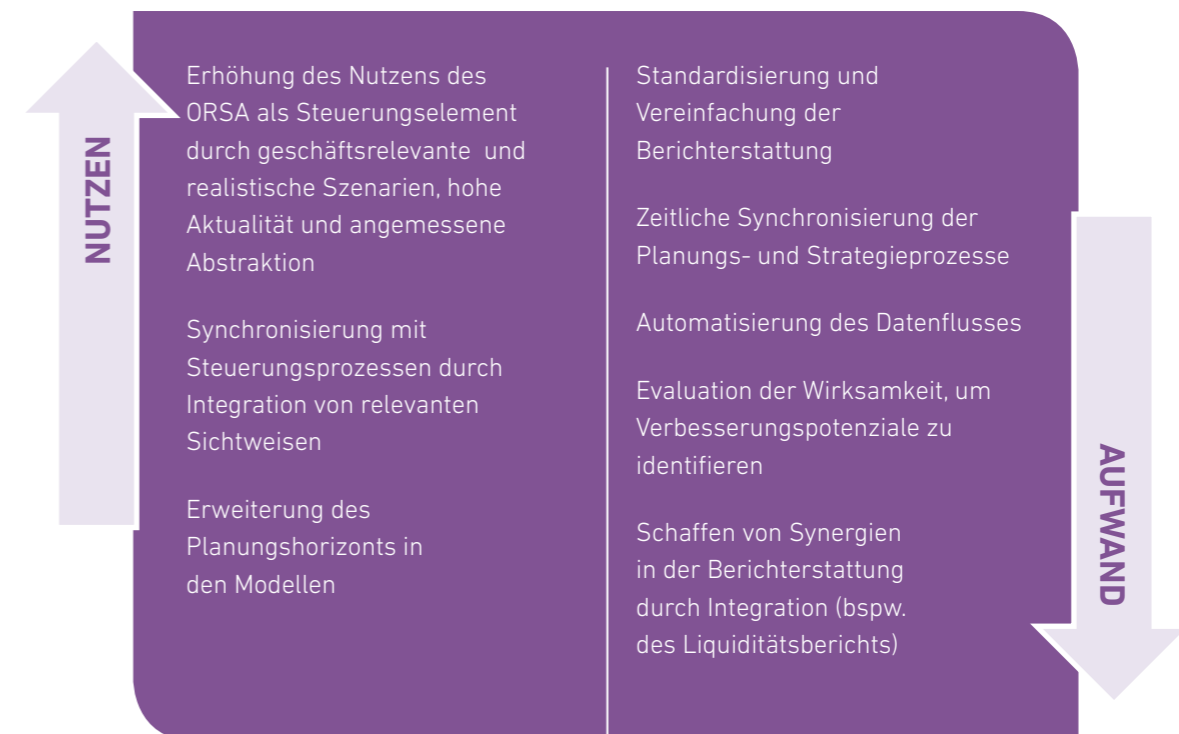 NUTZEN
Erhöhung des Nutzens des
ORSA als Steuerungselement
durch geschäftsrelevante und
realistische Szenarien, hohe
Aktualität und angemessene
Abstraktion
Synchronisierung mit
Steuerungsprozessen durch
Integration von relevanten
Sichtweisen
Erweiterung des
Planungshorizonts in
den Modellen
Standardisierung und
Vereinfachung der
Berichterstattung
Zeitliche Synchronisierung der
Planungs- und Strategieprozesse
Automatisierung des Datenflusses
Evaluation der Wirksamkeit, um
Verbesserungspotenziale zu
identifieren
Schaffen von Synergien
in der Berichterstattung
durch Integration (bspw.
des Liquiditätsberichts)
AUFWAND